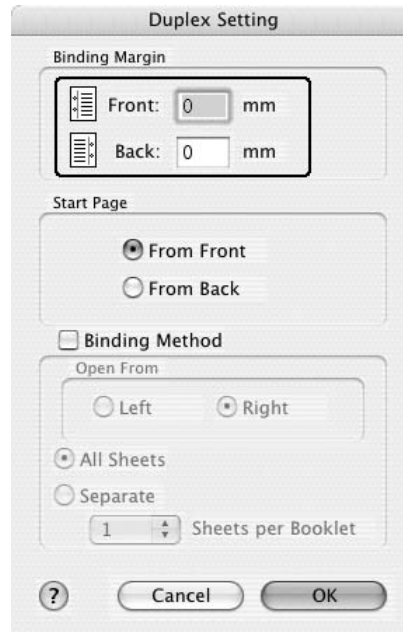 Duplex Setting
Binding Margin
Front: 0 mm
Back: 0 mm
Start Page
From Front
From Back
Binding Method
Open From
Left Right
All Sheets
Separate
1 Sheets per Booklet
? Cancel OK